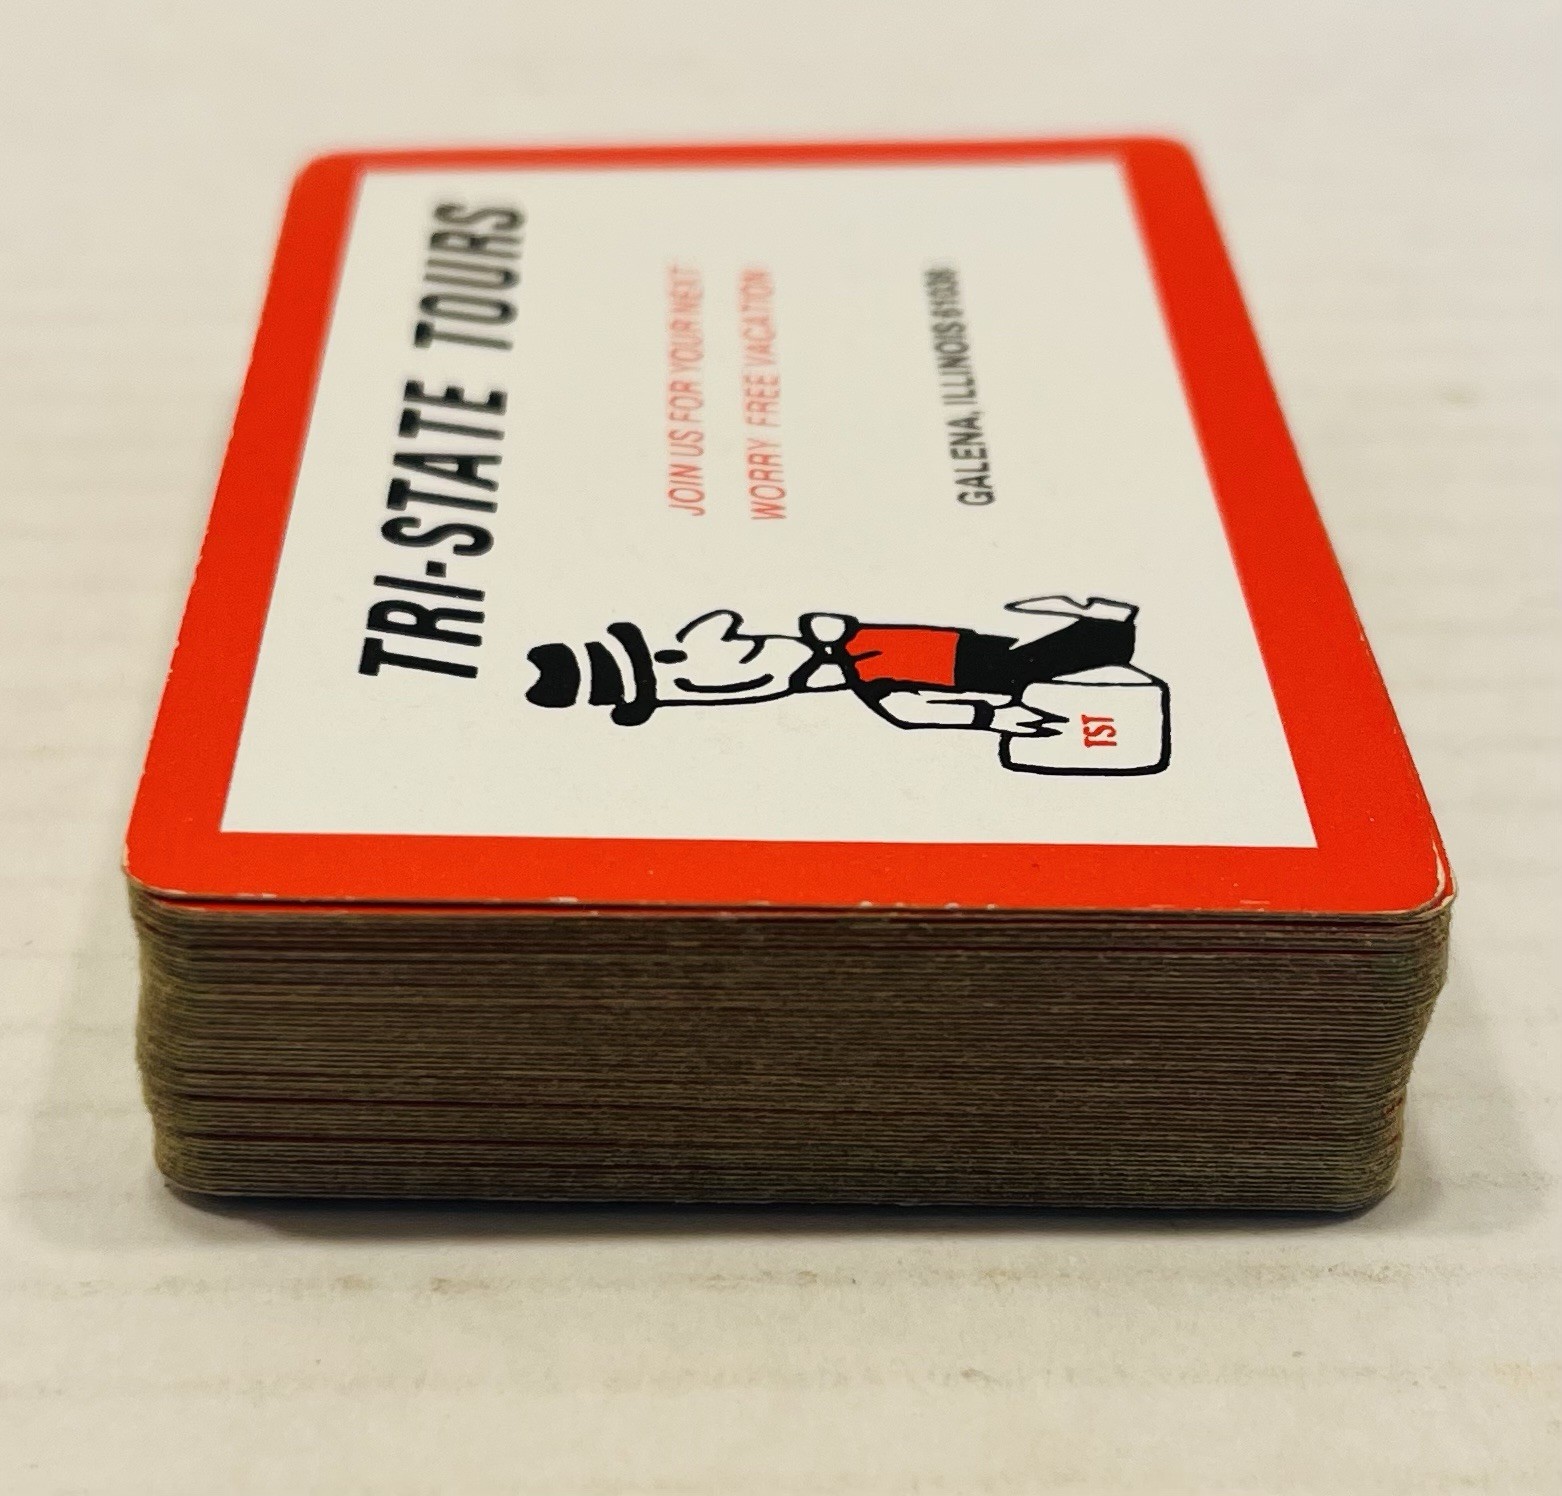 TRI-STATE TOURS
JOIN US FOR YOUR NEXT
WORRY FREE VACATION
GALENA, ILLINOIS 61036
TST